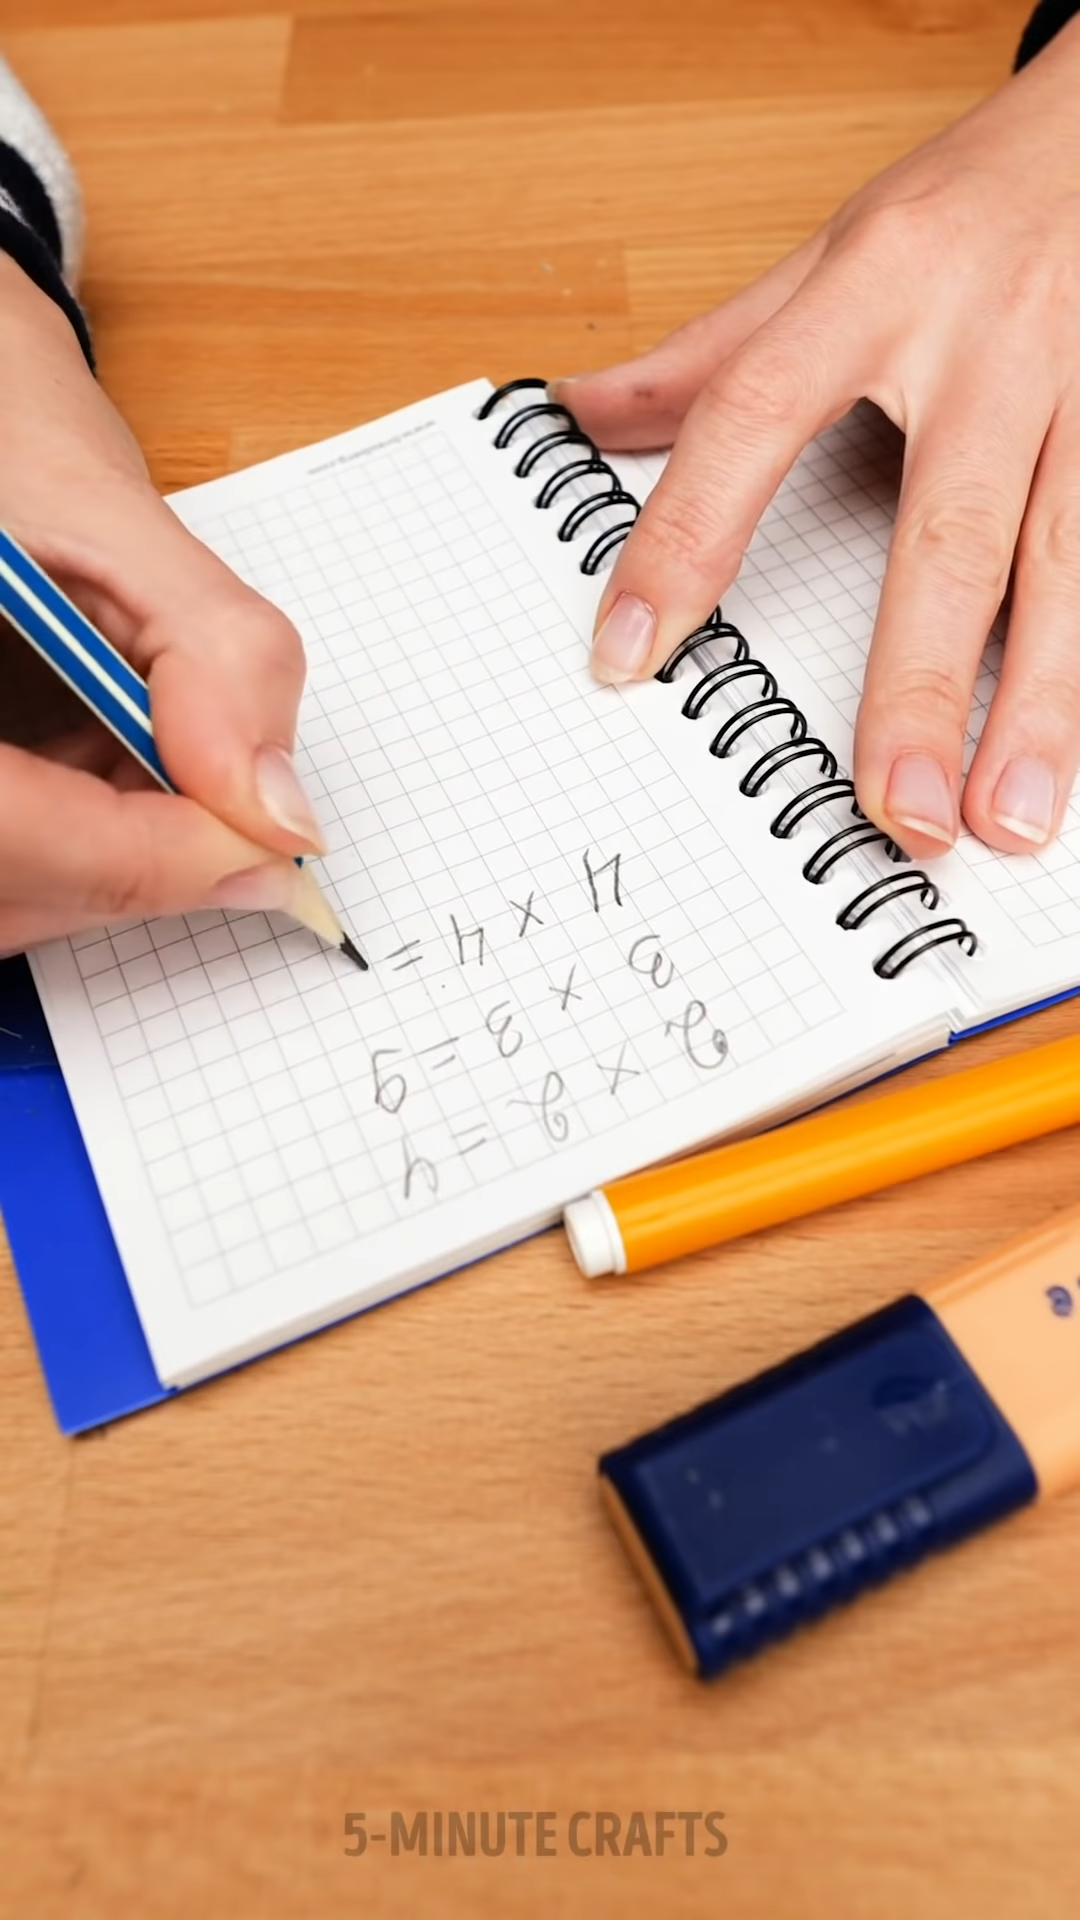 2 x 2 = 4
3 x 3 = 9
4 x 4 =
5-MINUTE CRAFTS